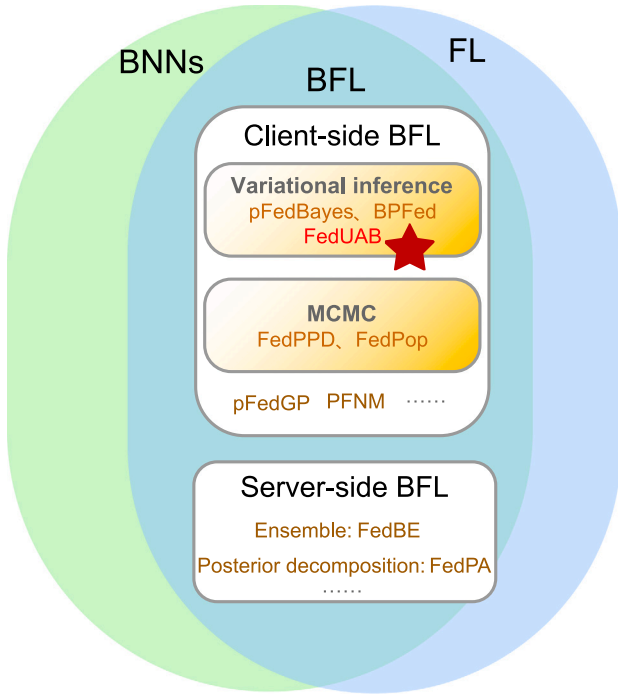 BNNs
FL
BFL
Client-side BFL
Variational inference
pFedBayes、BPFed
FedUAB
MCMC
FedPPD、FedPop
pFedGP PFNM ······
Server-side BFL
Ensemble: FedBE
Posterior decomposition: FedPA
······